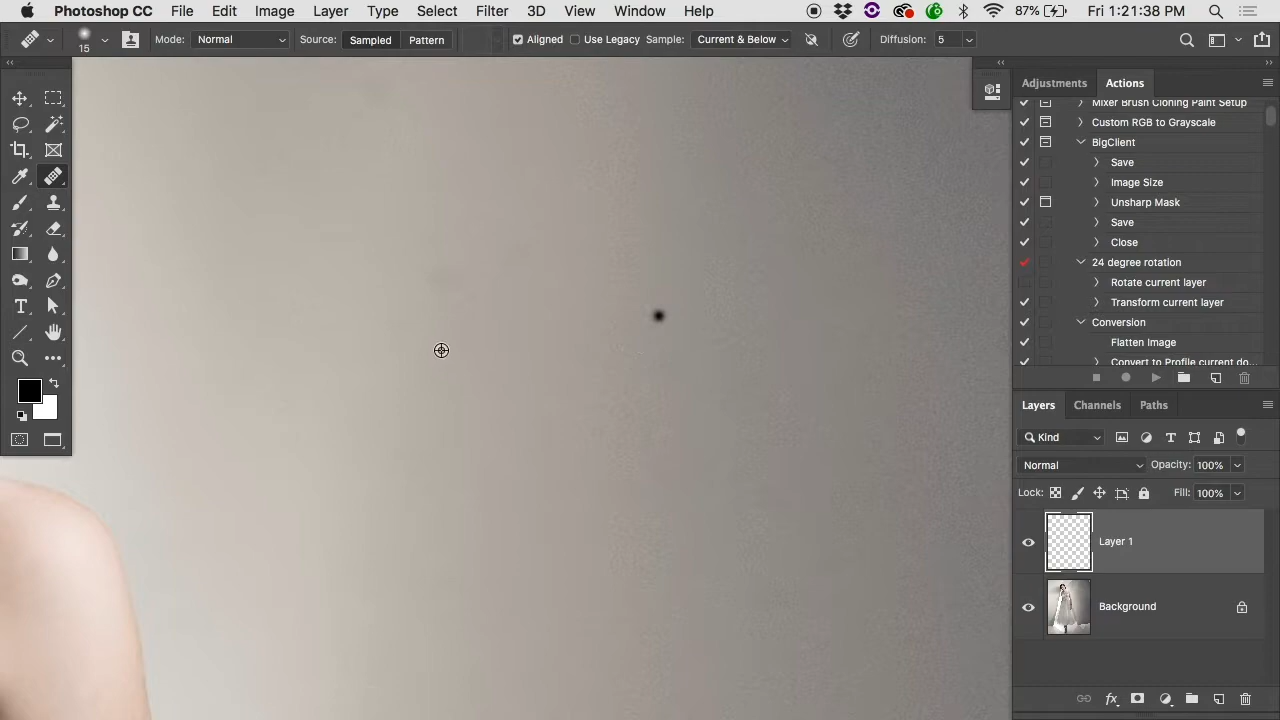 Photoshop CC File Edit Image Layer Type Select Filter 3D View Window Help 87% Fri 1:21:38 PM
15 Mode: Normal Source: Sampled Pattern Aligned Use Legacy Sample: Current & Below Diffusion: 5
Adjustments Actions
Mixer Brush Cloning Paint Setup
Custom RGB to Grayscale
BigClient
Save
Image Size
Unsharp Mask
Save
Close
24 degree rotation
Rotate current layer
Transform current layer
Conversion
Flatten Image
Convert to Profile current do...
Layers Channels Paths
Kind
Normal Opacity: 100%
Lock: Fill: 100%
Layer 1
Background